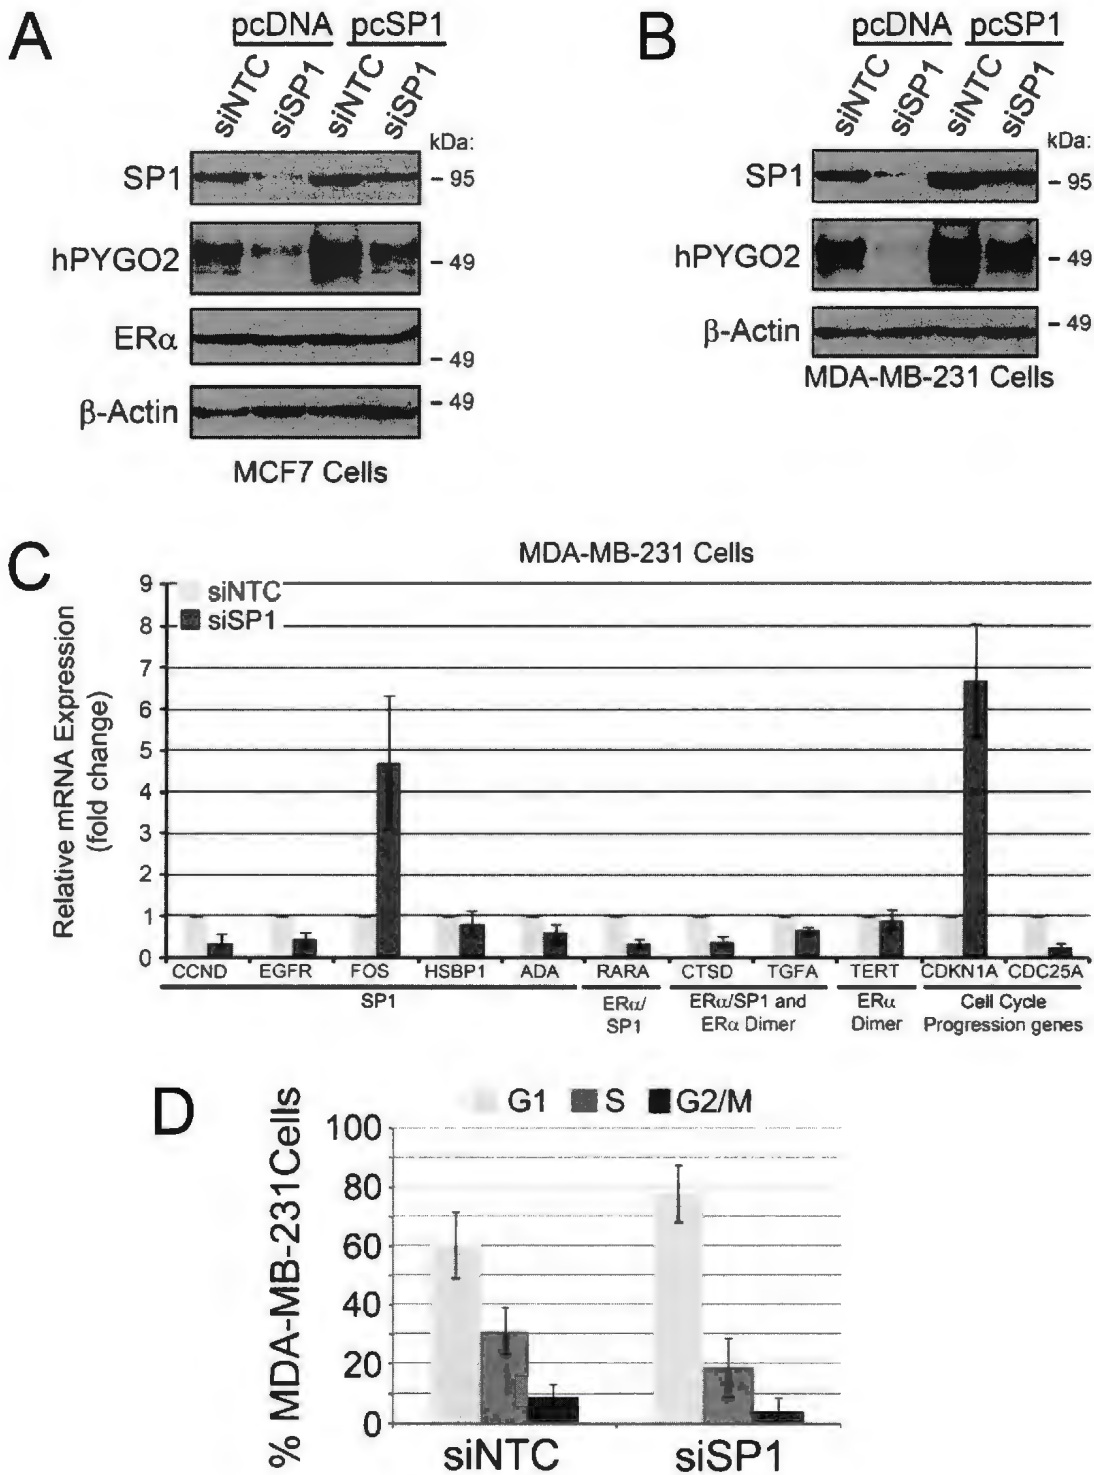 A
pcDNA pcSP1
siNTC siSP1 siNTC siSP1
kDa:
SP1 – 95
hPYGO2 – 49
ERα – 49
β-Actin – 49
MCF7 Cells
B
pcDNA pcSP1
siNTC siSP1 siNTC siSP1
kDa:
SP1 – 95
hPYGO2 – 49
β-Actin – 49
MDA-MB-231 Cells
C
MDA-MB-231 Cells
siNTC
siSP1
Relative mRNA Expression
(fold change)
9
8
7
6
5
4
3
2
1
0
CCND EGFR FOS HSBP1 ADA RARA CTSD TGFA TERT CDKN1A CDC25A
SP1
ERα/
SP1
ERα/SP1 and
ERα Dimer
ERα
Dimer
Cell Cycle
Progression genes
D
G1 S G2/M
% MDA-MB-231Cells
100
80
60
40
20
0
siNTC siSP1